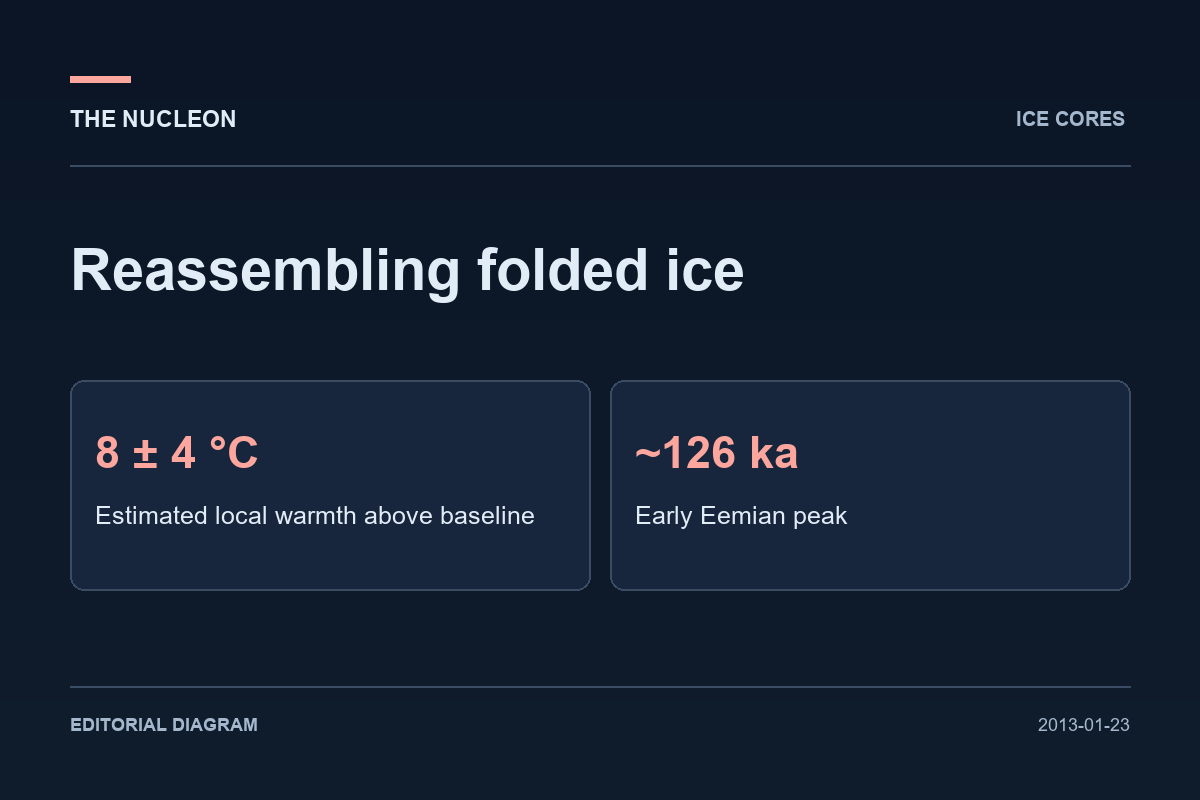 THE NUCLEON
ICE CORES
Reassembling folded ice
8 ± 4 °C
Estimated local warmth above baseline
~126 ka
Early Eemian peak
EDITORIAL DIAGRAM
2013-01-23